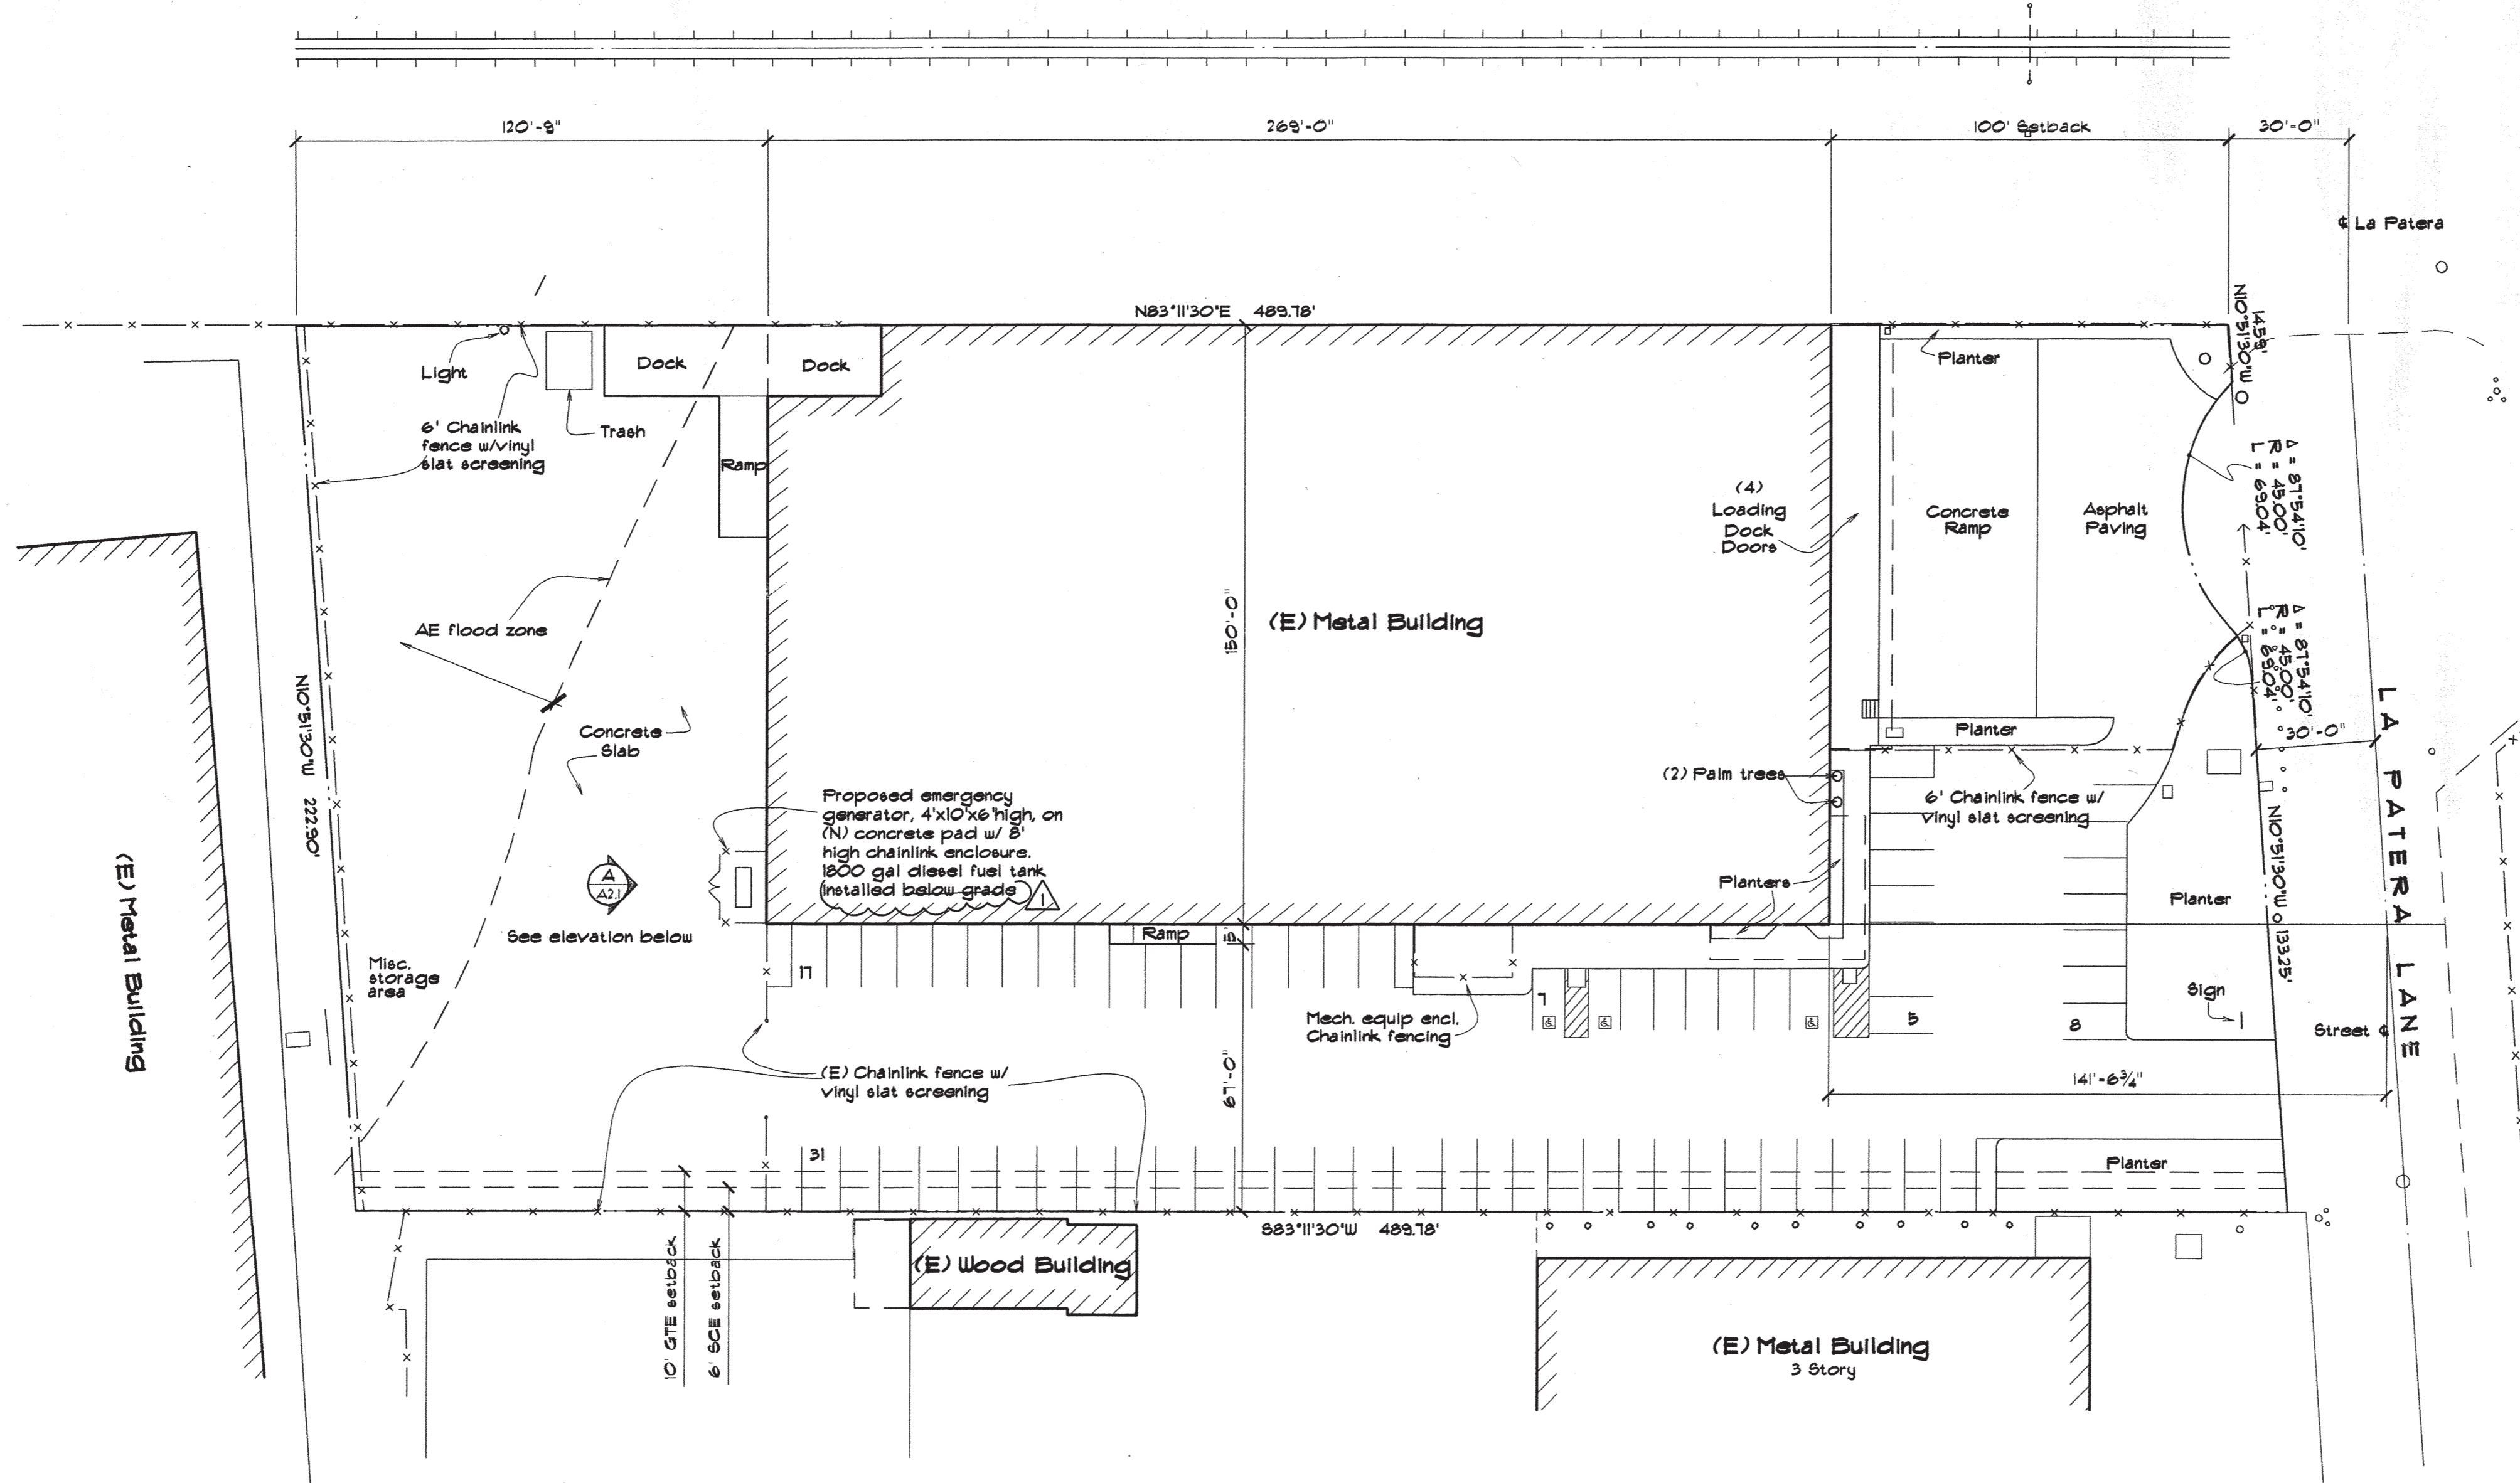 120'-9"
269'-0"
100' Setback
30'-0"
℄ La Patera
N83°11'30"E 489.78'
14.59'
N10°51'30"W
Light
Dock
Dock
Planter
6' Chainlink
fence w/vinyl
slat screening
Trash
Ramp
Δ = 87°54'10"
R = 45.00'
L = 69.04'
(4)
Loading
Dock
Doors
Concrete
Ramp
Asphalt
Paving
AE flood zone
150'-0"
(E) Metal Building
Δ = 87°54'10"
R = 45.00'
L = 69.04'
N10°51'30"W 222.90'
Concrete
Slab
Planter
30'-0"
LA PATERA LANE
(2) Palm trees
6' Chainlink fence w/
vinyl slat screening
Proposed emergency
generator, 4'x10'x6'high, on
(N) concrete pad w/ 8'
high chainlink enclosure.
1800 gal diesel fuel tank
installed below grade
1
A
A2.1
Planters
Planter
N10°51'30"W 133.25'
(E) Metal Building
See elevation below
Ramp
Misc.
storage
area
17
7
Sign
Mech. equip encl.
Chainlink fencing
5
8
Street ℄
(E) Chainlink fence w/
vinyl slat screening
67'-0"
141'-6¾"
31
Planter
S83°11'30"W 489.78'
10' GTE setback
6' SCE setback
(E) Wood Building
(E) Metal Building
3 Story